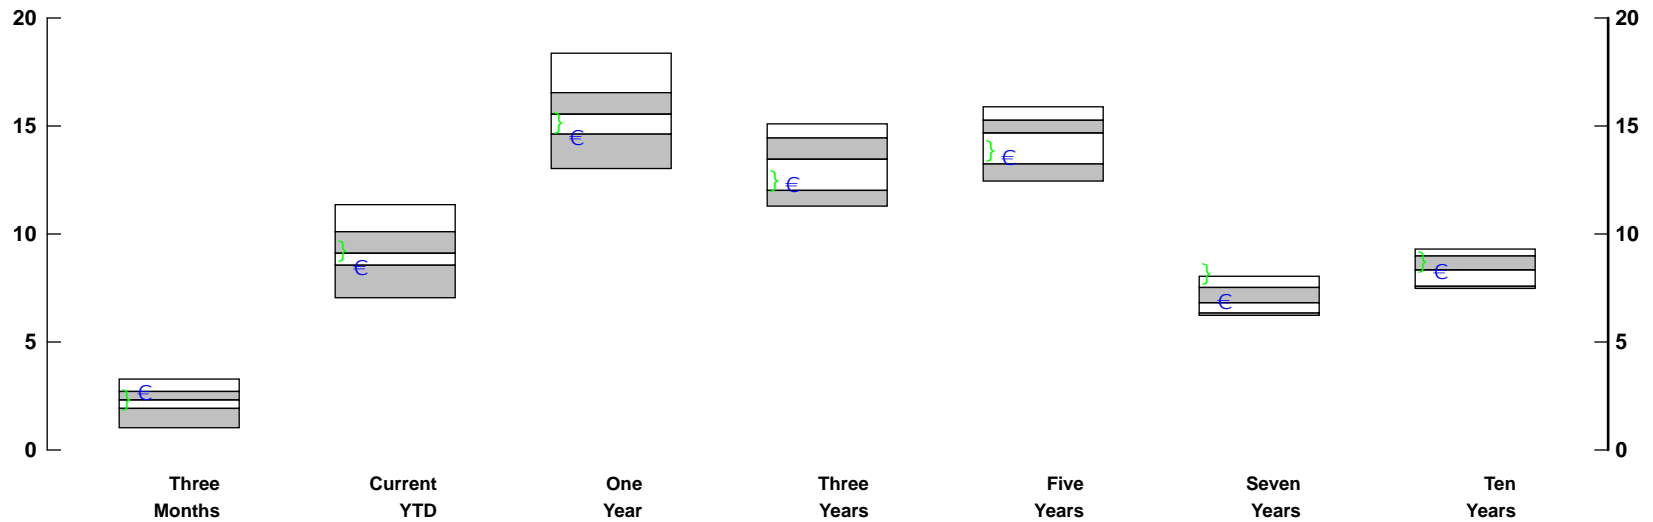 20 20
15 15
10 10
5 5
0 0
} € } € } € } € } € } € } €
Three Current One Three Five Seven Ten
Months YTD Year Years Years Years Years